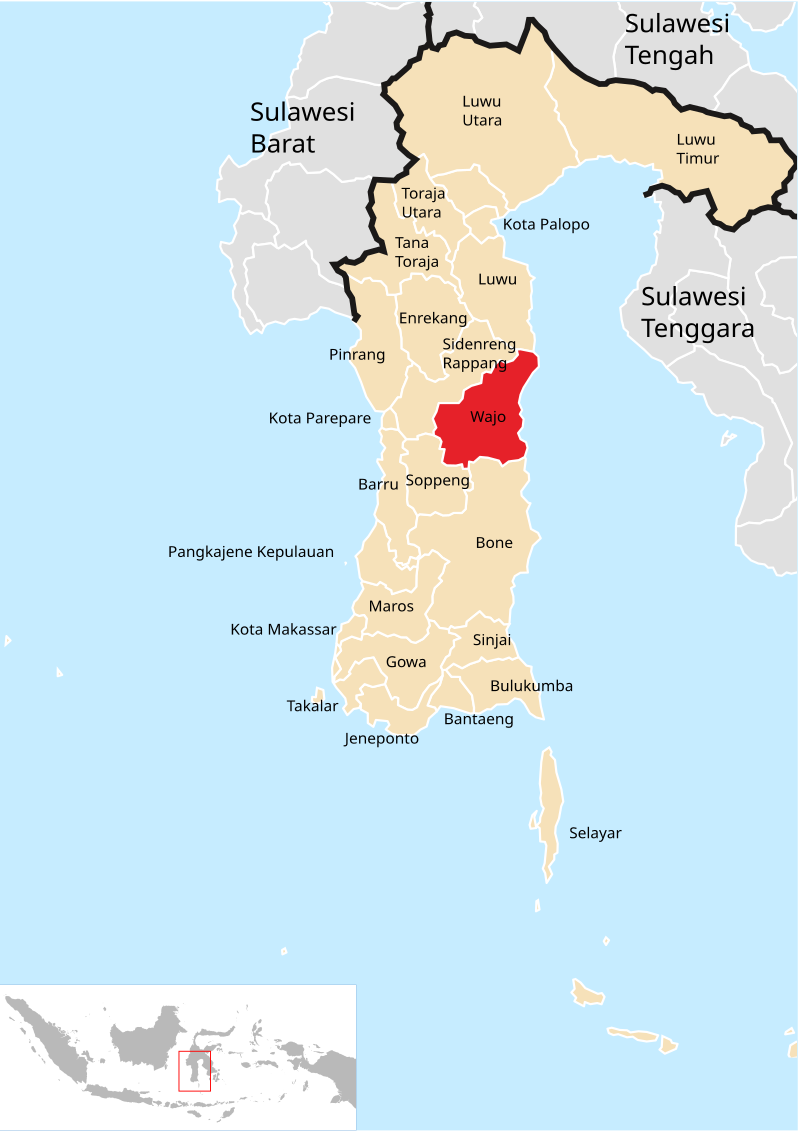 Sulawesi
Tengah
Sulawesi
Barat
Luwu
Utara
Luwu
Timur
Toraja
Utara
Kota Palopo
Tana
Toraja
Luwu
Sulawesi
Tenggara
Enrekang
Sidenreng
Rappang
Pinrang
Kota Parepare
Wajo
Barru
Soppeng
Bone
Pangkajene Kepulauan
Maros
Kota Makassar
Sinjai
Gowa
Bulukumba
Takalar
Bantaeng
Jeneponto
Selayar